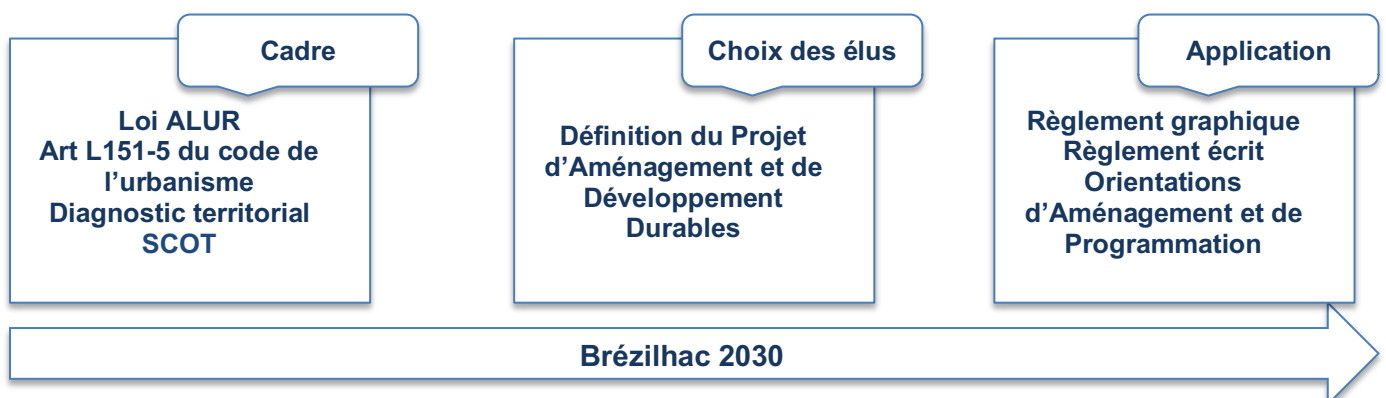 Cadre
Loi ALUR
Art L151-5 du code de
l’urbanisme
Diagnostic territorial
SCOT
Choix des élus
Définition du Projet
d’Aménagement et de
Développement
Durables
Application
Règlement graphique
Règlement écrit
Orientations
d’Aménagement et de
Programmation
Brézilhac 2030